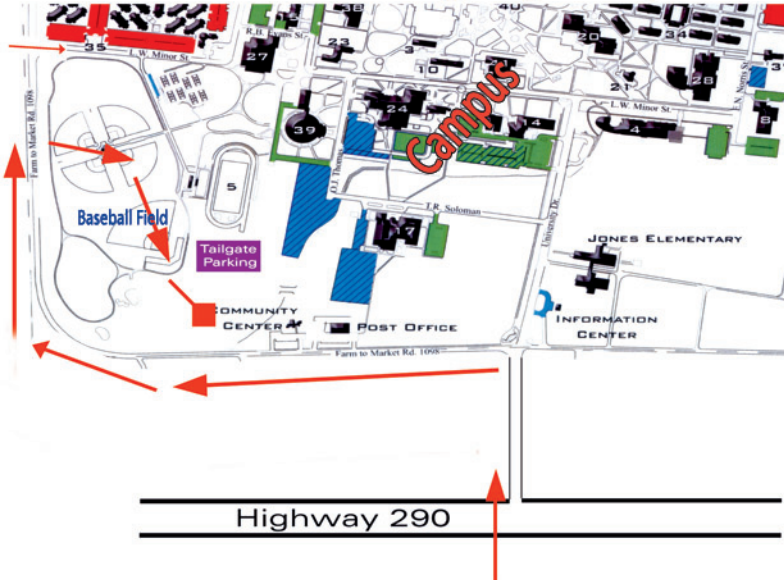 38
40
35
L.W. Minor St.
R.B. Evans St.
27
23
3
10
21
20
34
28
21
L.W. Minor St.
L.N. Norris St.
39
24
Campus
4
4
8
Farm to Market Rd. 1098
5
O.J. Thomas
T.R. Soloman
University Dr.
Baseball Field
Tailgate
Parking
17
JONES ELEMENTARY
COMMUNITY
CENTER
POST OFFICE
INFORMATION
CENTER
Farm to Market Rd. 1098
Highway 290